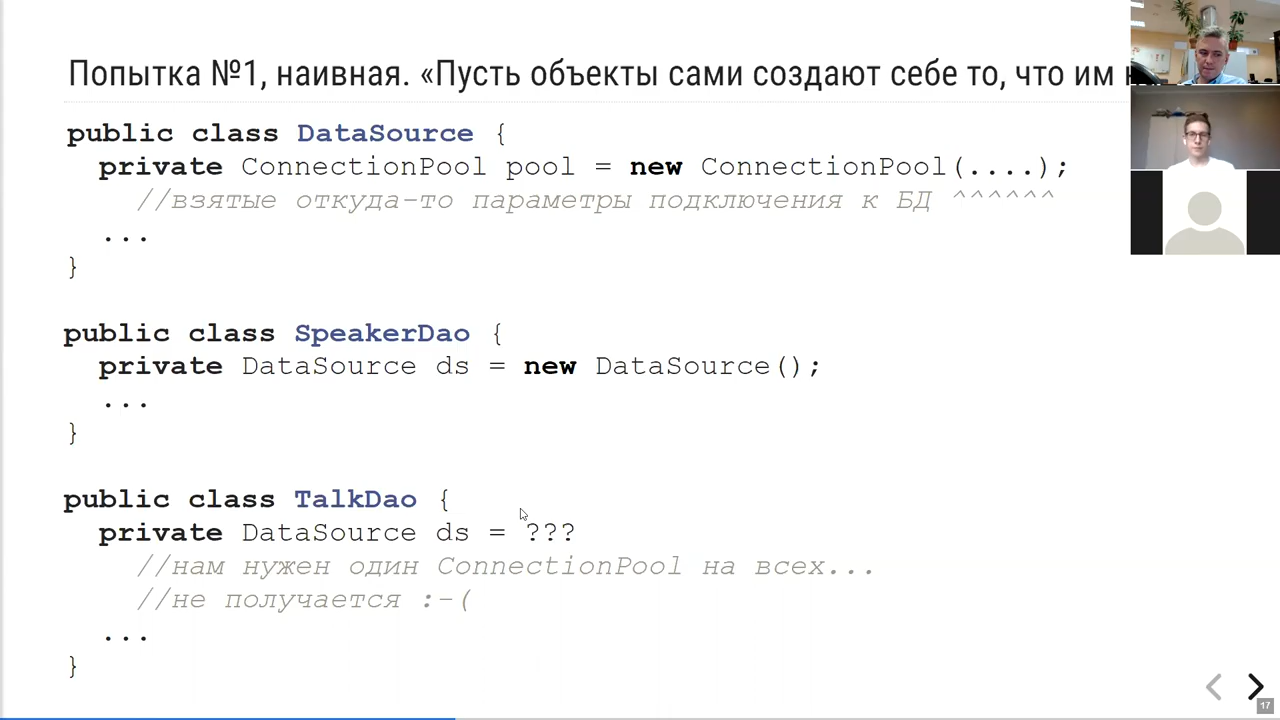 Попытка №1, наивная. «Пусть объекты сами создают себе то, что им
public class DataSource {
private ConnectionPool pool = new ConnectionPool(....);
//взятые откуда-то параметры подключения к БД ^^^^^^
...
}
public class SpeakerDao {
private DataSource ds = new DataSource();
...
}
public class TalkDao {
private DataSource ds = ???
//нам нужен один ConnectionPool на всех...
//не получается :-(
...
}
17